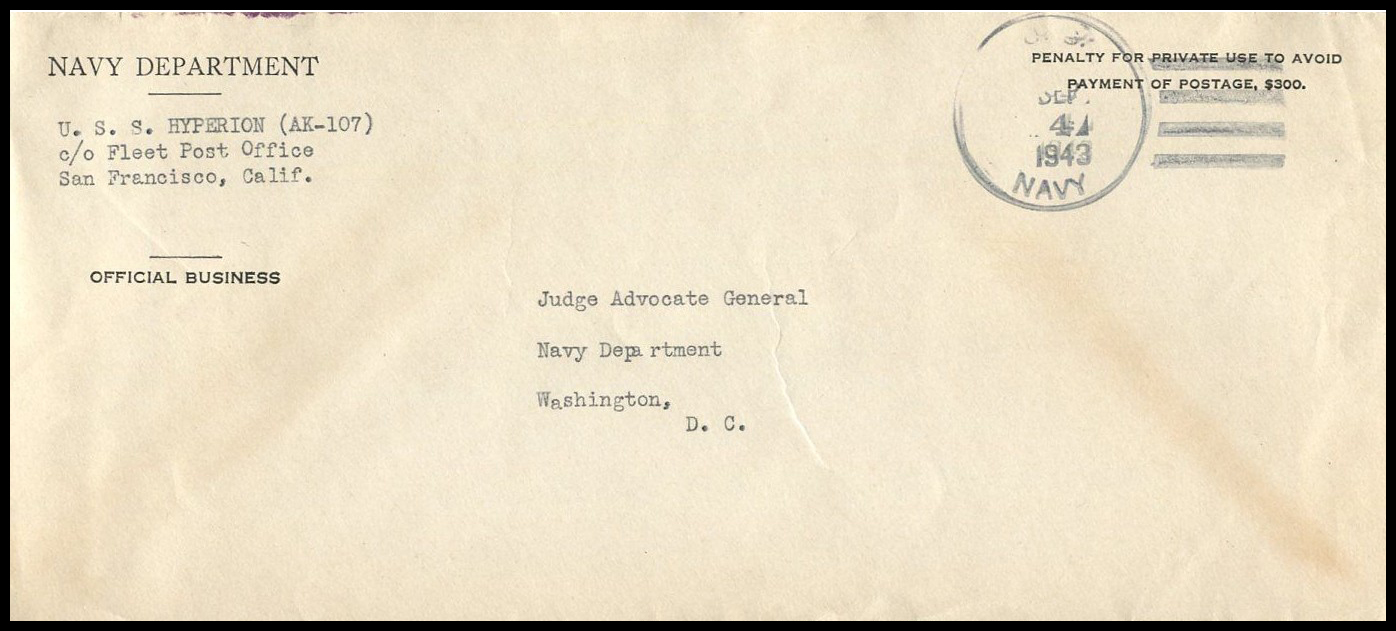 NAVY DEPARTMENT
U. S. S. HYPERION (AK-107)
c/o Fleet Post Office
San Francisco, Calif.
OFFICIAL BUSINESS
PENALTY FOR PRIVATE USE TO AVOID
PAYMENT OF POSTAGE, $300.
SEP
4
1943
NAVY
Judge Advocate General
Navy Department
Washington,
D. C.